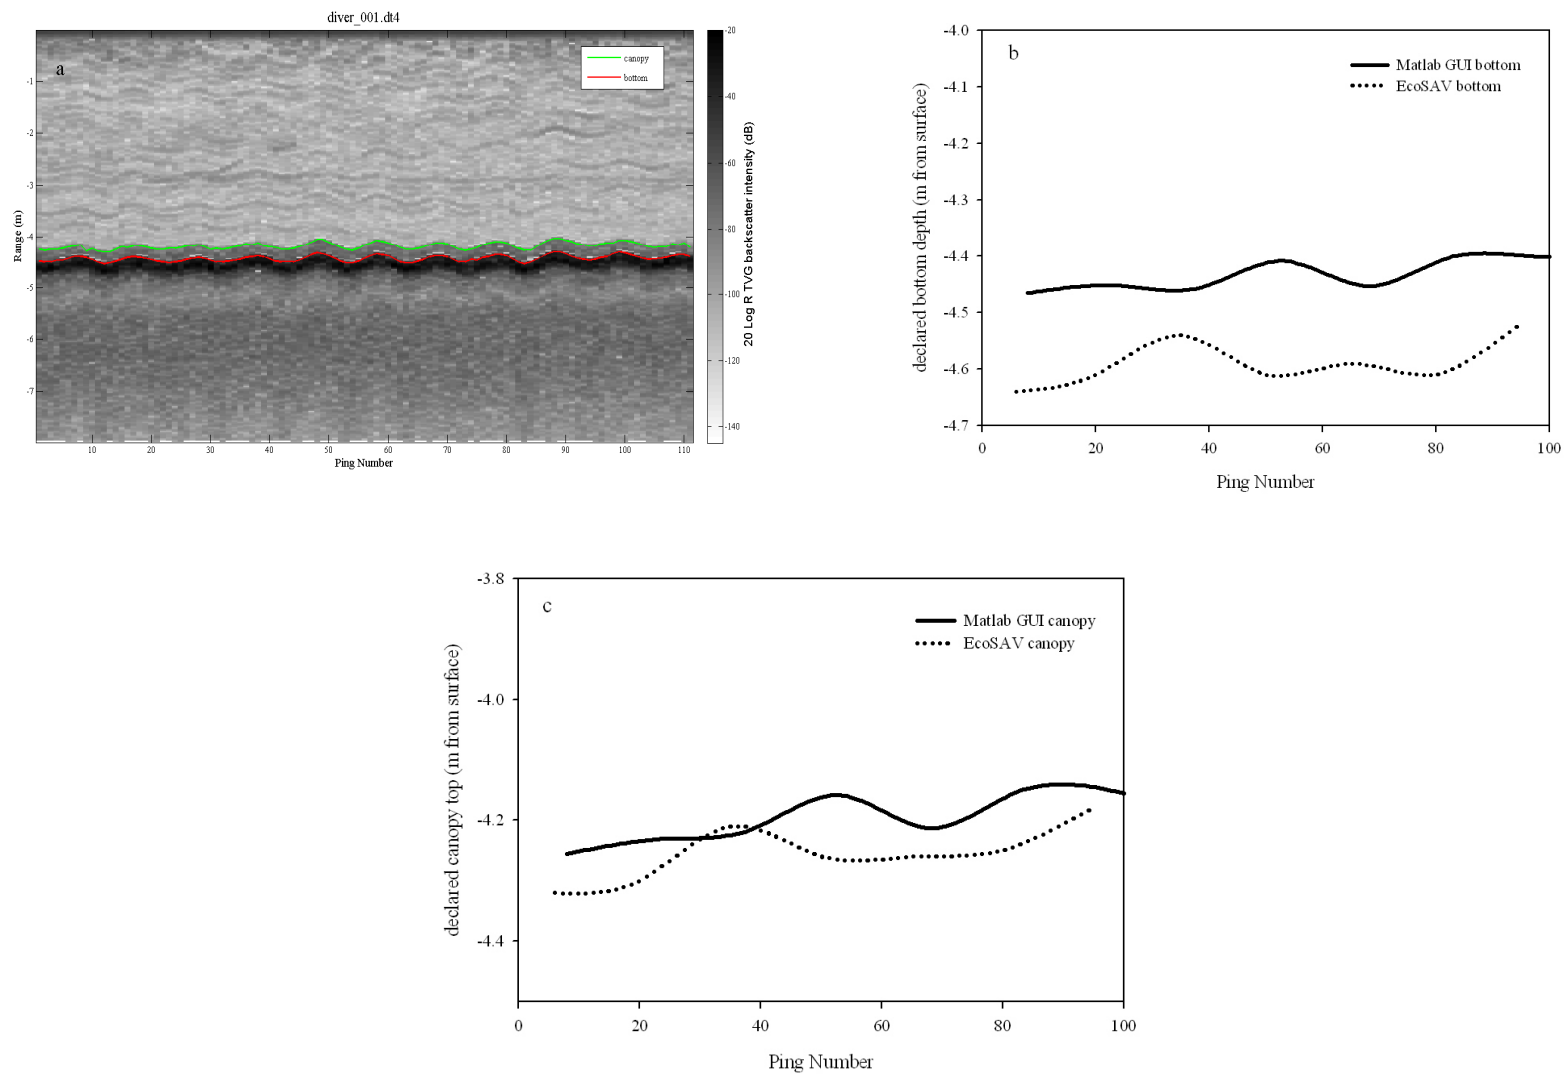 diver_001.dt4
a
canopy
bottom
-1
-2
-3
-4
-5
-6
-7
Range (m)
10 20 30 40 50 60 70 80 90 100 110
Ping Number
-20
-40
-60
-80
-100
-120
-140
20 Log R TVG backscatter intensity (dB)
b
Matlab GUI bottom
EcoSAV bottom
-4.0
-4.1
-4.2
-4.3
-4.4
-4.5
-4.6
-4.7
declared bottom depth (m from surface)
0 20 40 60 80 100
Ping Number
c
Matlab GUI canopy
EcoSAV canopy
-3.8
-4.0
-4.2
-4.4
declared canopy top (m from surface)
0 20 40 60 80 100
Ping Number